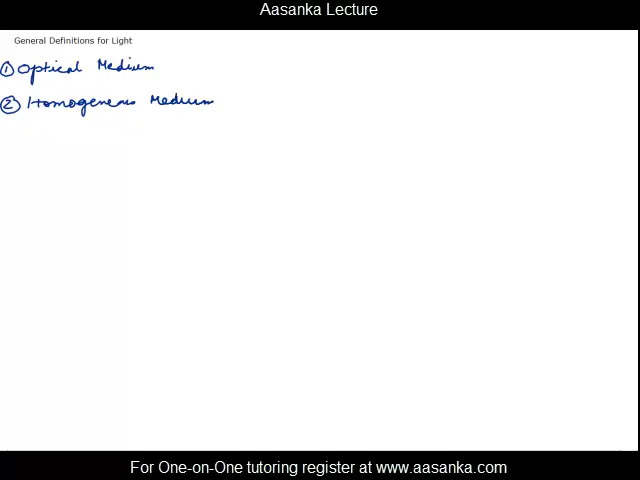 Aasanka Lecture
General Definitions for Light
① Optical Medium
② Homogeneous Medium
For One-on-One tutoring register at www.aasanka.com